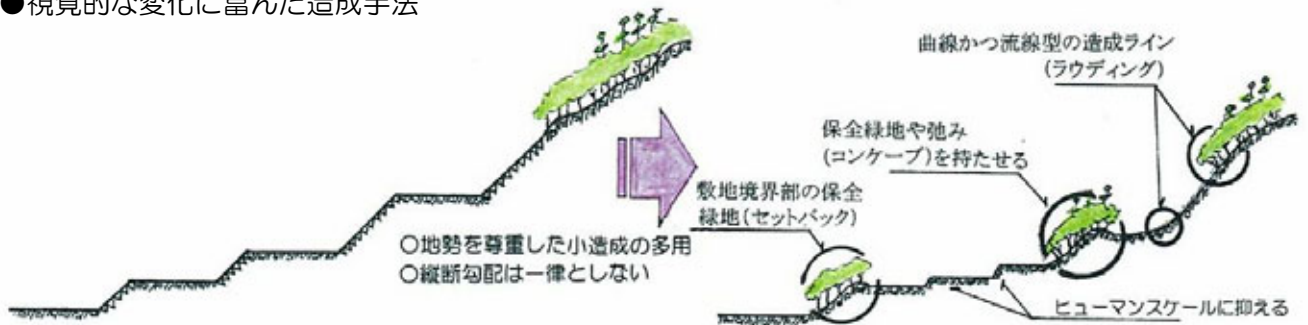 ●視覚的な変化に富んだ造成手法
曲線かつ流線型の造成ライン
(ラウディング)
保全緑地や弛み
(コンケーブ)を持たせる
敷地境界部の保全
緑地(セットバック)
○地勢を尊重した小造成の多用
○縦断勾配は一律としない
ヒューマンスケールに抑える